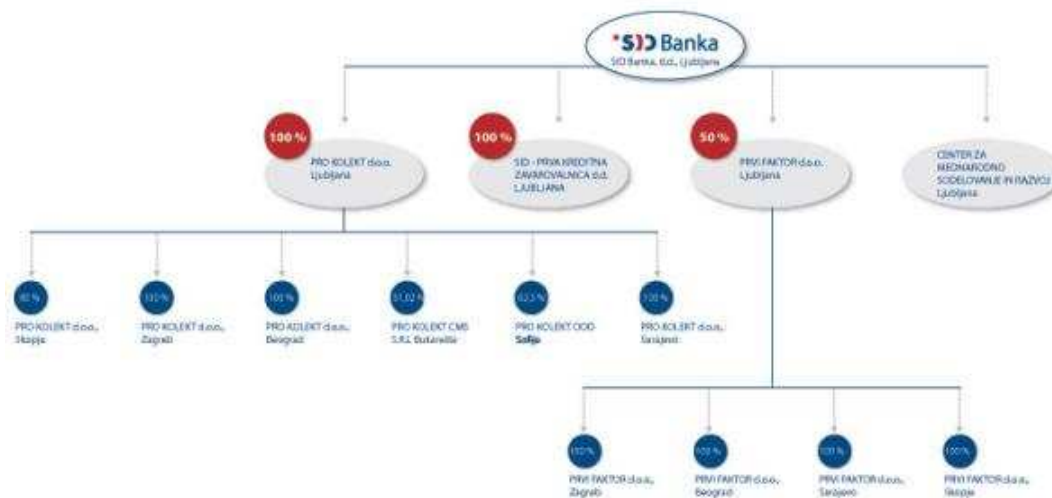 SID Banka
SID Banka, d.d., Ljubljana
100 %
PRO KOLEKT d.o.o.
Ljubljana
100 %
SID - PRVA KREDITNA
ZAVAROVALNICA d.d.
LJUBLJANA
50 %
PRVI FAKTOR d.o.o.
Ljubljana
CENTER ZA
MEDNARODNO
SODELOVANJE IN RAZVOJ
Ljubljana
100 %
100 %
100 %
PRO KOLEKT d.o.o.,
Skopje
PRO KOLEKT d.o.o.,
Zagreb
PRO KOLEKT d.o.o.,
Beograd
PRO KOLEKT CMS
S.R.L.
PRO KOLEKT OOD
Sofija
PRO KOLEKT d.o.o.,
Sarajevo
100 %
100 %
100 %
100 %
PRVI FAKTOR d.o.o.,
Zagreb
PRVI FAKTOR d.o.o.,
Beograd
PRVI FAKTOR d.o.o.,
Sarajevo
PRVI FAKTOR d.o.o.,
Skopje